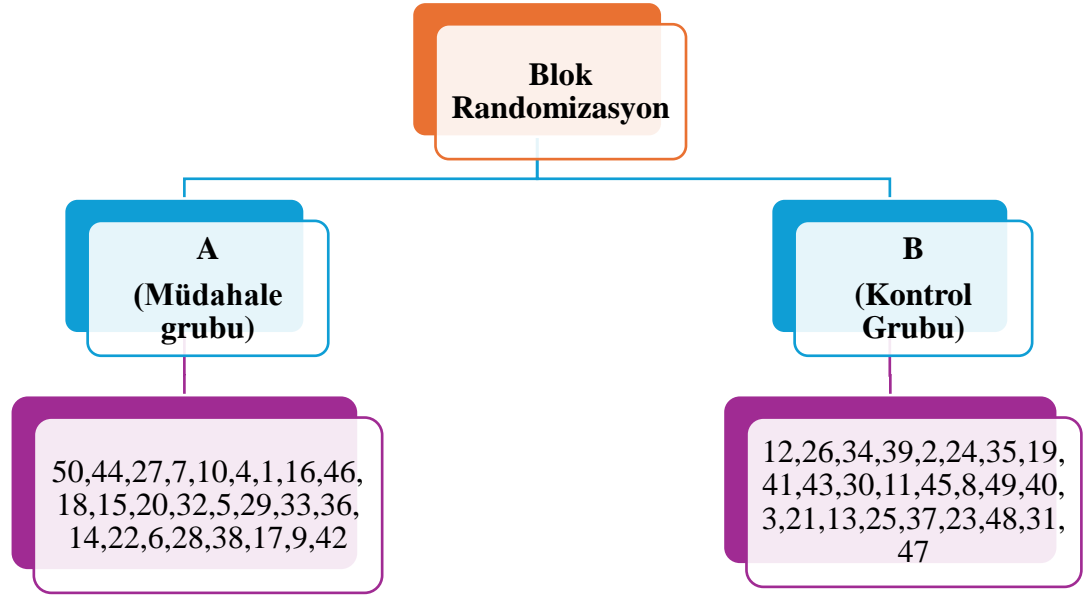 Blok
Randomizasyon
A
(Müdahale
grubu)
B
(Kontrol
Grubu)
50,44,27,7,10,4,1,16,46,
18,15,20,32,5,29,33,36,
14,22,6,28,38,17,9,42
12,26,34,39,2,24,35,19,
41,43,30,11,45,8,49,40,
3,21,13,25,37,23,48,31,
47